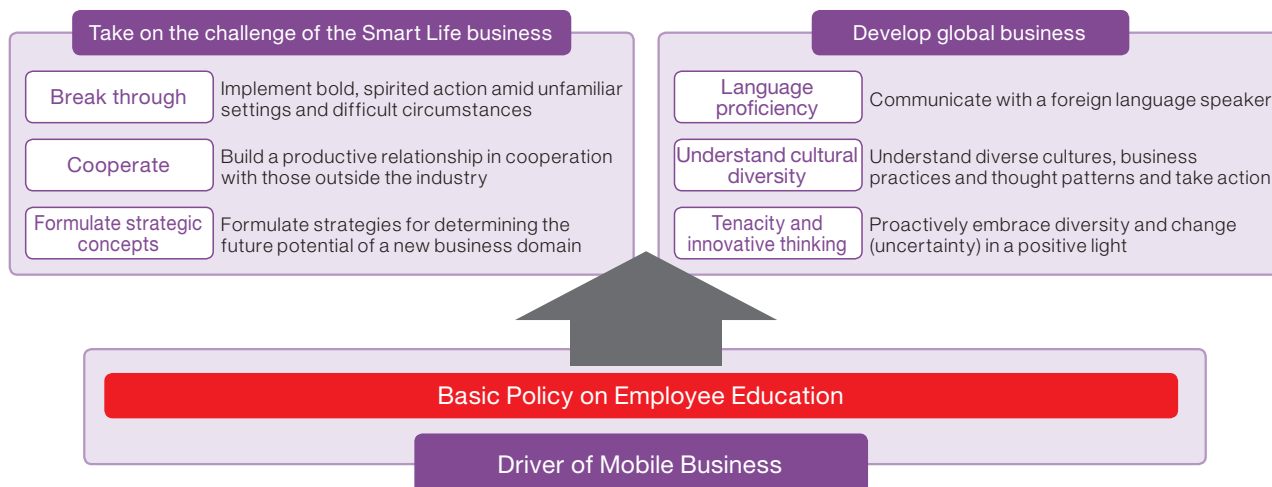 Take on the challenge of the Smart Life business
Break through
Implement bold, spirited action amid unfamiliar
settings and difficult circumstances
Cooperate
Build a productive relationship in cooperation
with those outside the industry
Formulate strategic
concepts
Formulate strategies for determining the
future potential of a new business domain
Develop global business
Language
proficiency
Communicate with a foreign language speaker
Understand cultural
diversity
Understand diverse cultures, business
practices and thought patterns and take action
Tenacity and
innovative thinking
Proactively embrace diversity and change
(uncertainty) in a positive light
Basic Policy on Employee Education
Driver of Mobile Business